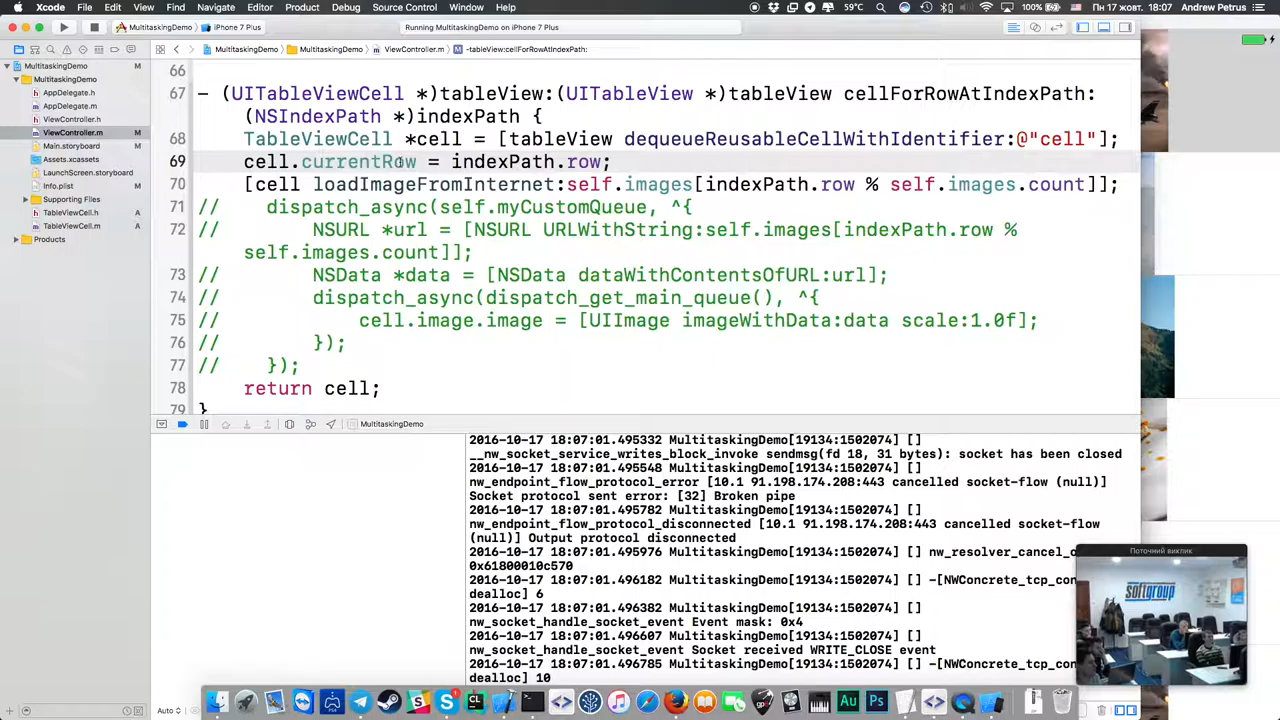 Xcode File Edit View Find Navigate Editor Product Debug Source Control Window Help
59°C
Пт 17 жовт. 18:07 Andrew Petrus
MultitaskingDemo iPhone 7 Plus
Running MultitaskingDemo on iPhone 7 Plus
MultitaskingDemo MultitaskingDemo ViewController.m -tableView:cellForRowAtIndexPath:
MultitaskingDemo M
MultitaskingDemo
AppDelegate.h
AppDelegate.m
ViewController.h
ViewController.m M
Main.storyboard M
Assets.xcassets
LaunchScreen.storyboard
Info.plist
Supporting Files
TableViewCell.h A
TableViewCell.m A
Products
66
67 – (UITableViewCell *)tableView:(UITableView *)tableView cellForRowAtIndexPath:
(NSIndexPath *)indexPath {
68 TableViewCell *cell = [tableView dequeueReusableCellWithIdentifier:@"cell"];
69 cell.currentRow = indexPath.row;
70 [cell loadImageFromInternet:self.images[indexPath.row % self.images.count]];
71 // dispatch_async(self.myCustomQueue, ^{
72 // NSURL *url = [NSURL URLWithString:self.images[indexPath.row %
self.images.count]];
73 // NSData *data = [NSData dataWithContentsOfURL:url];
74 // dispatch_async(dispatch_get_main_queue(), ^{
75 // cell.image.image = [UIImage imageWithData:data scale:1.0f];
76 // });
77 // });
78 return cell;
79 }
MultitaskingDemo
2016-10-17 18:07:01.495332 MultitaskingDemo[19134:1502074] []
__nw_socket_service_writes_block_invoke sendmsg(fd 18, 31 bytes): socket has been closed
2016-10-17 18:07:01.495548 MultitaskingDemo[19134:1502074] []
nw_endpoint_flow_protocol_error [10.1 91.198.174.208:443 cancelled socket-flow (null)]
Socket protocol sent error: [32] Broken pipe
2016-10-17 18:07:01.495782 MultitaskingDemo[19134:1502074] []
nw_endpoint_flow_protocol_disconnected [10.1 91.198.174.208:443 cancelled socket-flow
(null)] Output protocol disconnected
2016-10-17 18:07:01.495976 MultitaskingDemo[19134:1502074] [] nw_resolver_cancel_o
0x61800010c570
2016-10-17 18:07:01.496182 MultitaskingDemo[19134:1502074] [] -[NWConcrete_tcp_con
dealloc] 6
2016-10-17 18:07:01.496382 MultitaskingDemo[19134:1502074] []
nw_socket_handle_socket_event Event mask: 0x4
2016-10-17 18:07:01.496607 MultitaskingDemo[19134:1502074] []
nw_socket_handle_socket_event Socket received WRITE_CLOSE event
2016-10-17 18:07:01.496785 MultitaskingDemo[19134:1502074] [] -[NWConcrete_tcp_con
dealloc] 10
Поточний виклик
softgroup
Auto
Au
Ps